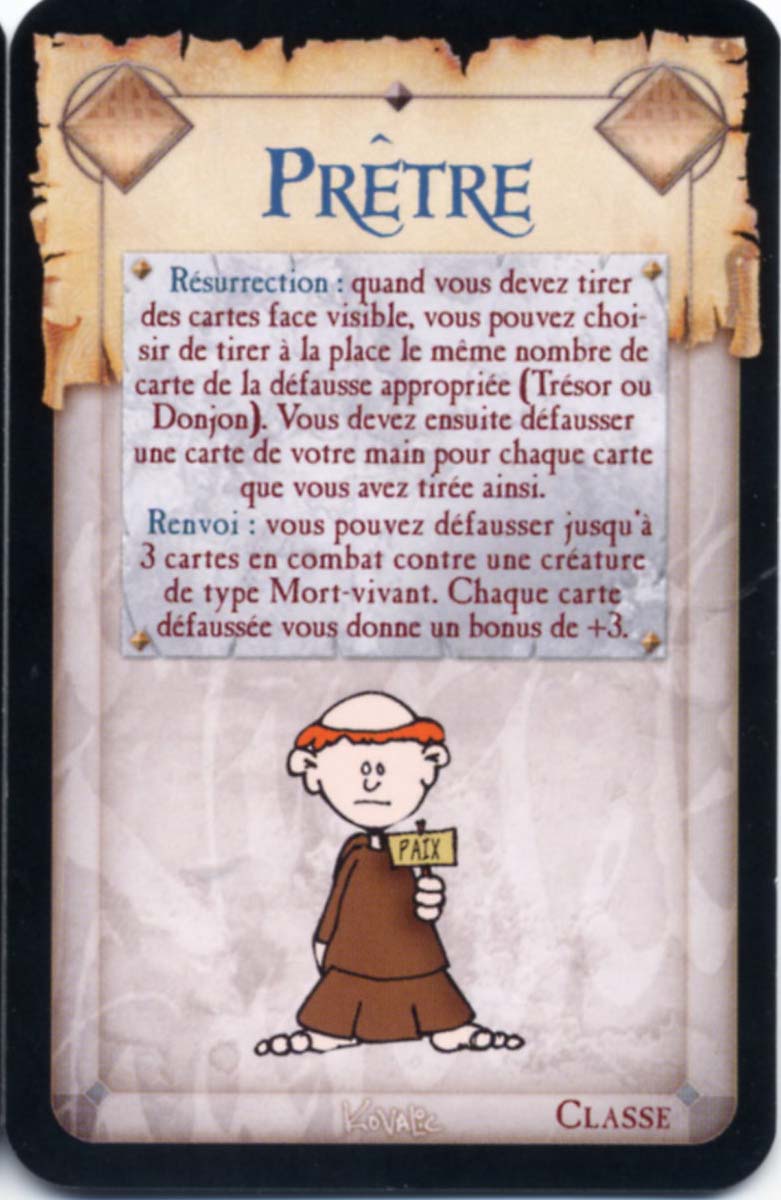 PRÊTRE
Résurrection : quand vous devez tirer
des cartes face visible, vous pouvez choi-
sir de tirer à la place le même nombre de
carte de la défausse appropriée (Trésor ou
Donjon). Vous devez ensuite défausser
une carte de votre main pour chaque carte
que vous avez tirée ainsi.
Renvoi : vous pouvez défausser jusqu'à
3 cartes en combat contre une créature
de type Mort-vivant. Chaque carte
défaussée vous donne un bonus de +3.
PAIX
KOVALIC
CLASSE